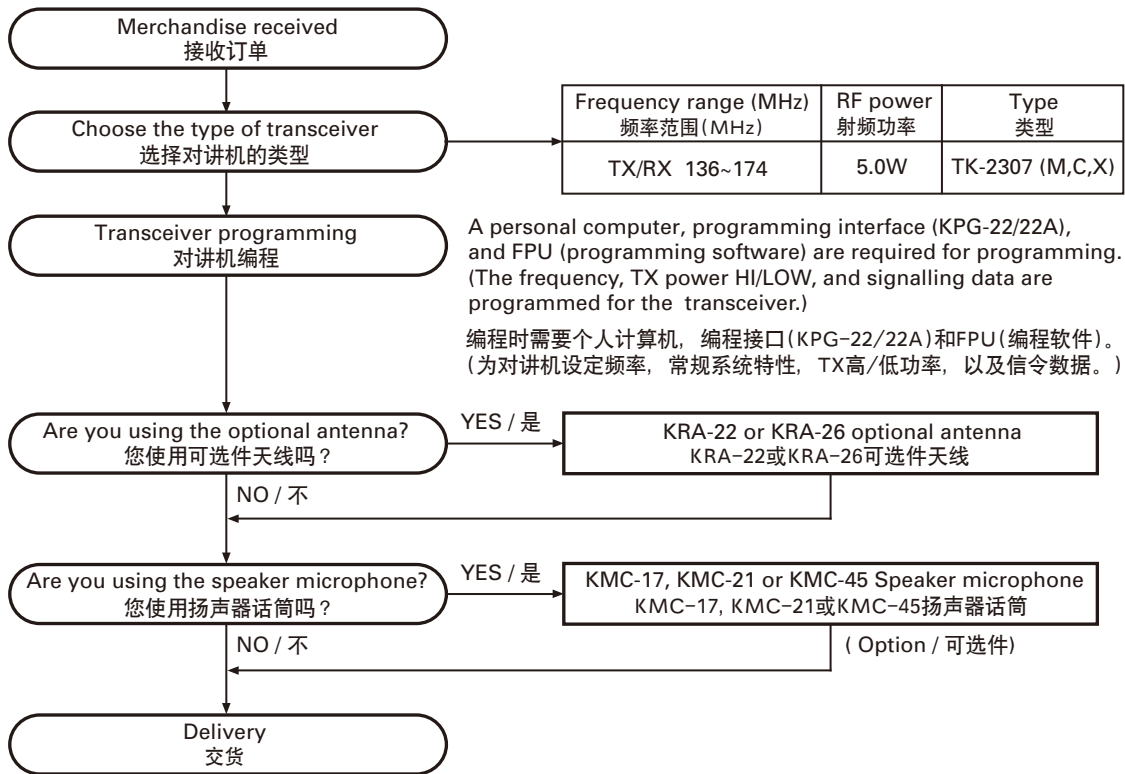 Merchandise received
接收订单
Choose the type of transceiver
选择对讲机的类型
Frequency range (MHz)
频率范围(MHz)
RF power
射频功率
Type
类型
TX/RX 136~174
5.0W
TK-2307 (M,C,X)
Transceiver programming
对讲机编程
A personal computer, programming interface (KPG-22/22A),
and FPU (programming software) are required for programming.
(The frequency, TX power HI/LOW, and signalling data are
programmed for the transceiver.)
编程时需要个人计算机，编程接口(KPG-22/22A)和FPU(编程软件)。
(为对讲机设定频率，常规系统特性，TX高/低功率，以及信令数据。)
Are you using the optional antenna?
您使用可选件天线吗？
YES / 是
KRA-22 or KRA-26 optional antenna
KRA-22或KRA-26可选件天线
NO / 不
Are you using the speaker microphone?
您使用扬声器话筒吗？
YES / 是
KMC-17, KMC-21 or KMC-45 Speaker microphone
KMC-17, KMC-21或KMC-45扬声器话筒
NO / 不
( Option / 可选件)
Delivery
交货